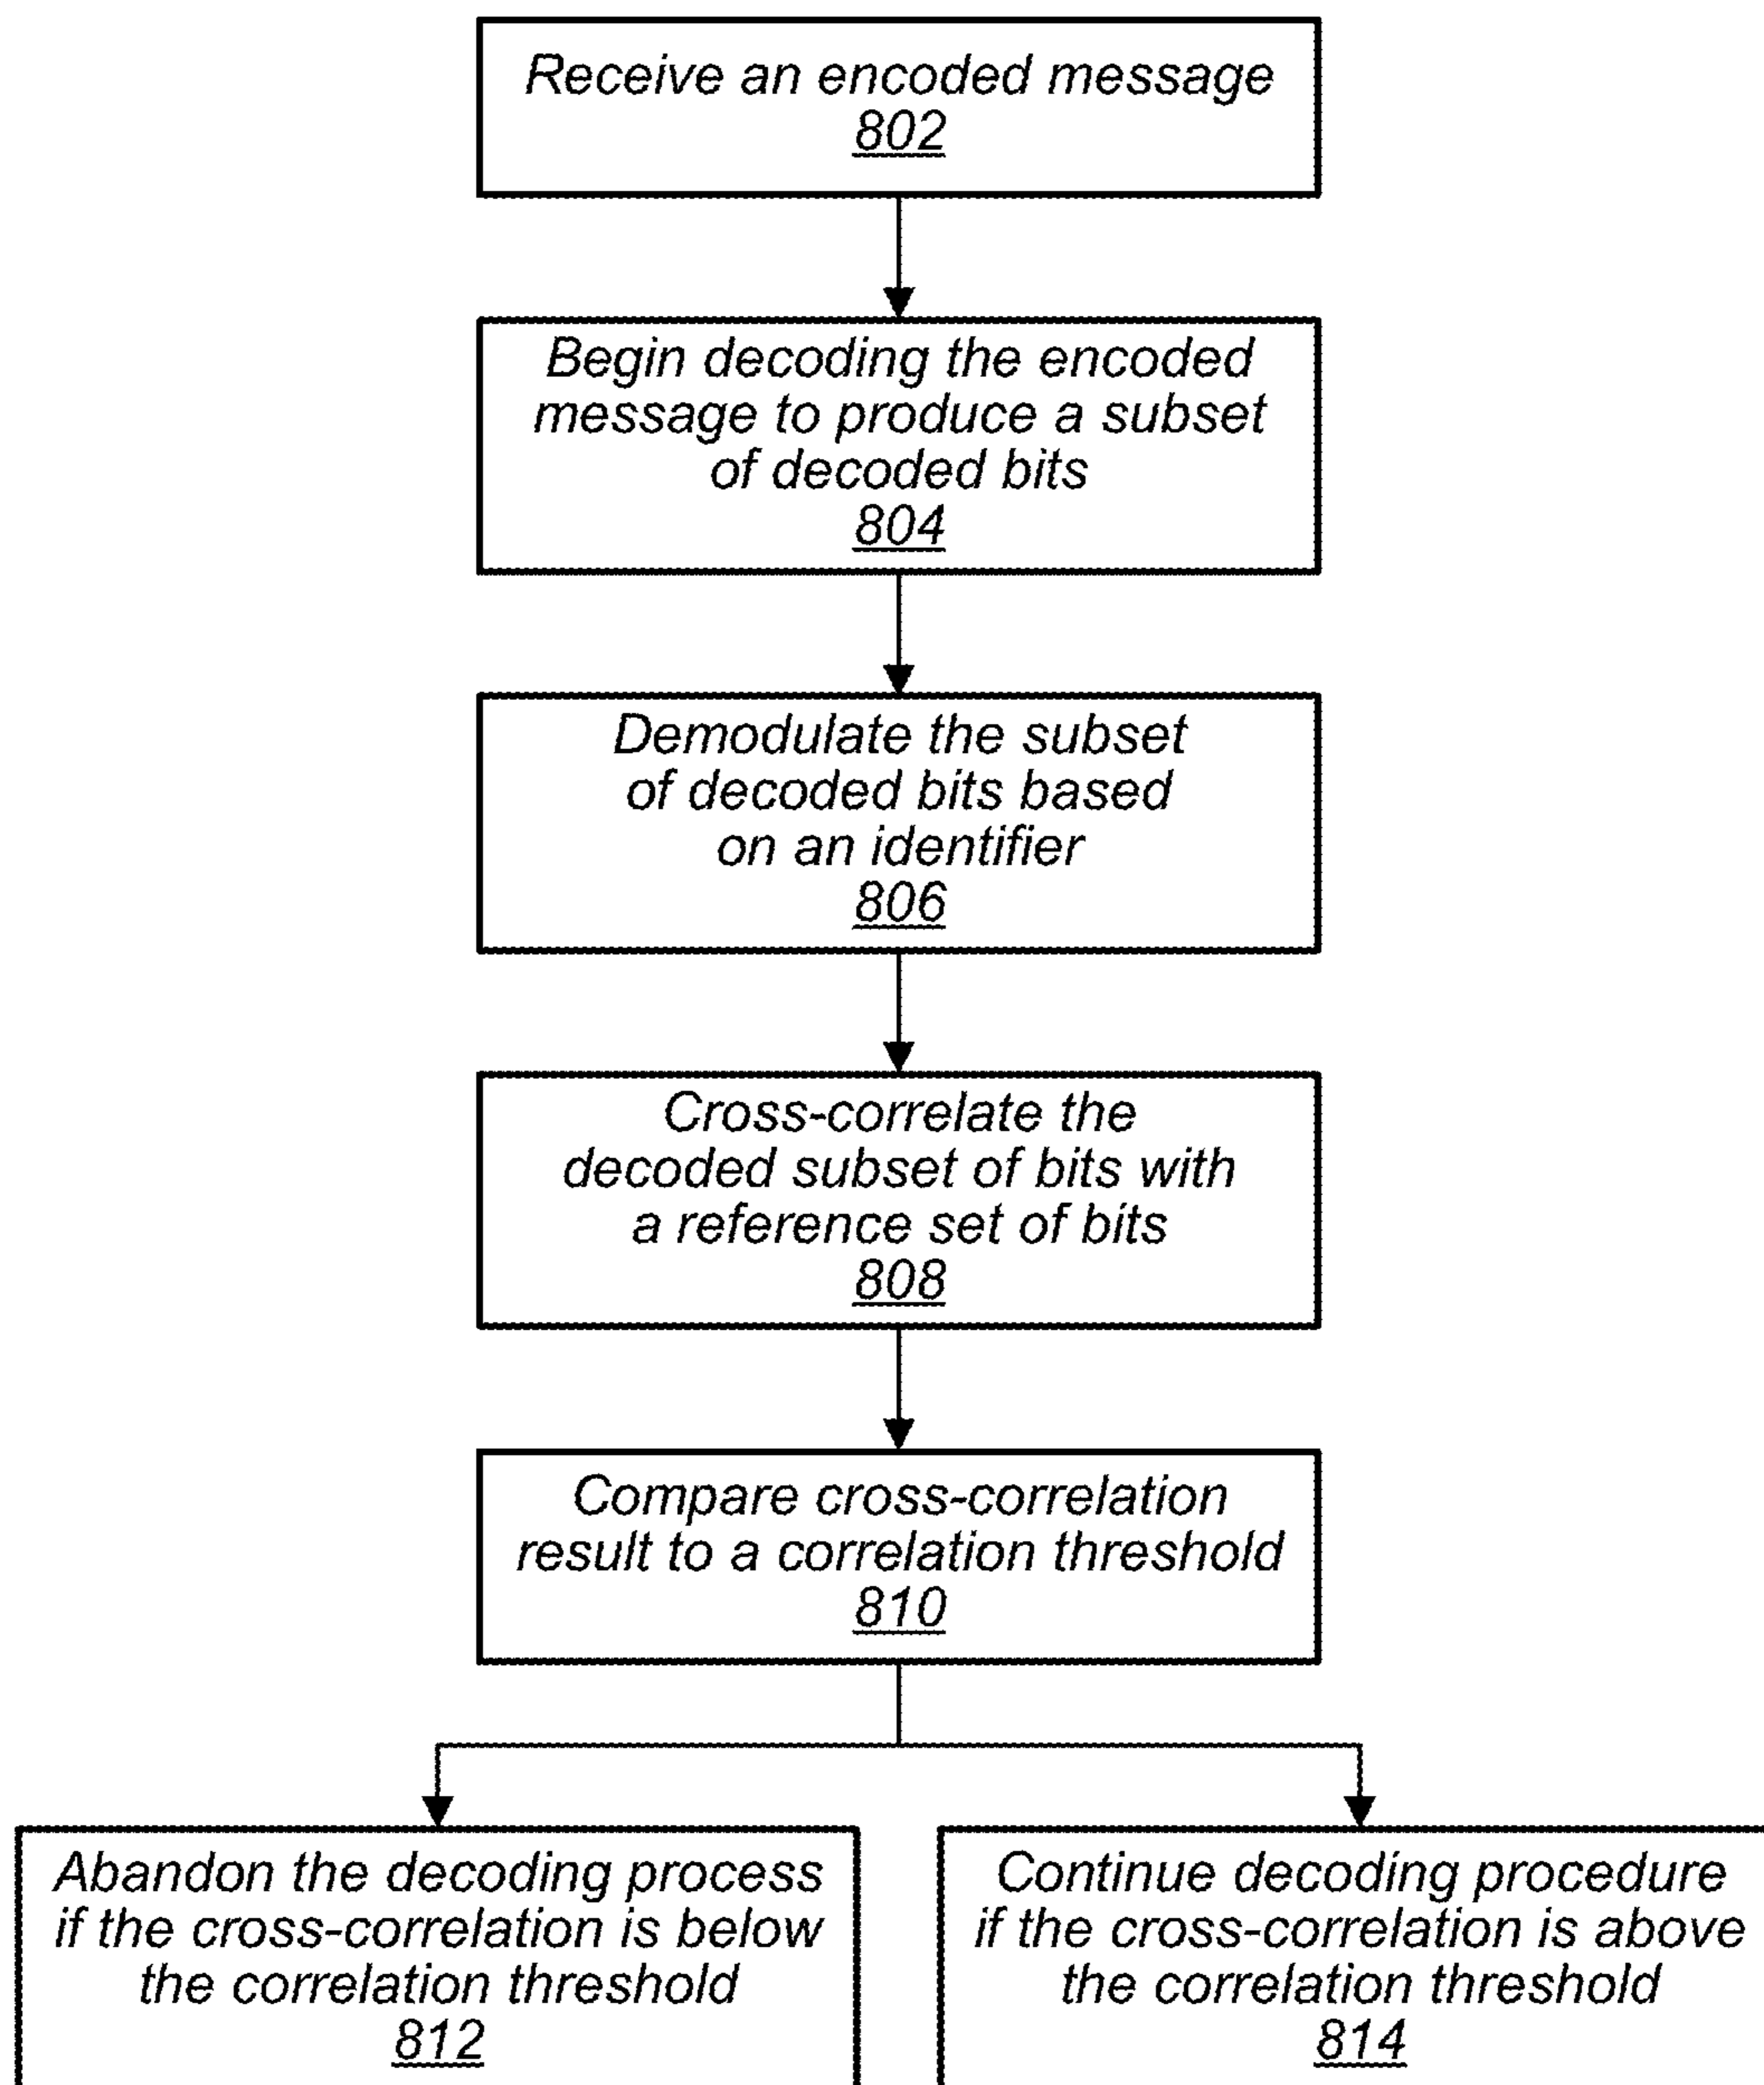 Receive an encoded message
802
Begin decoding the encoded
message to produce a subset
of decoded bits
804
Demodulate the subset
of decoded bits based
on an identifier
806
Cross-correlate the
decoded subset of bits with
a reference set of bits
808
Compare cross-correlation
result to a correlation threshold
810
Abandon the decoding process
if the cross-correlation is below
the correlation threshold
812
Continue decoding procedure
if the cross-correlation is above
the correlation threshold
814